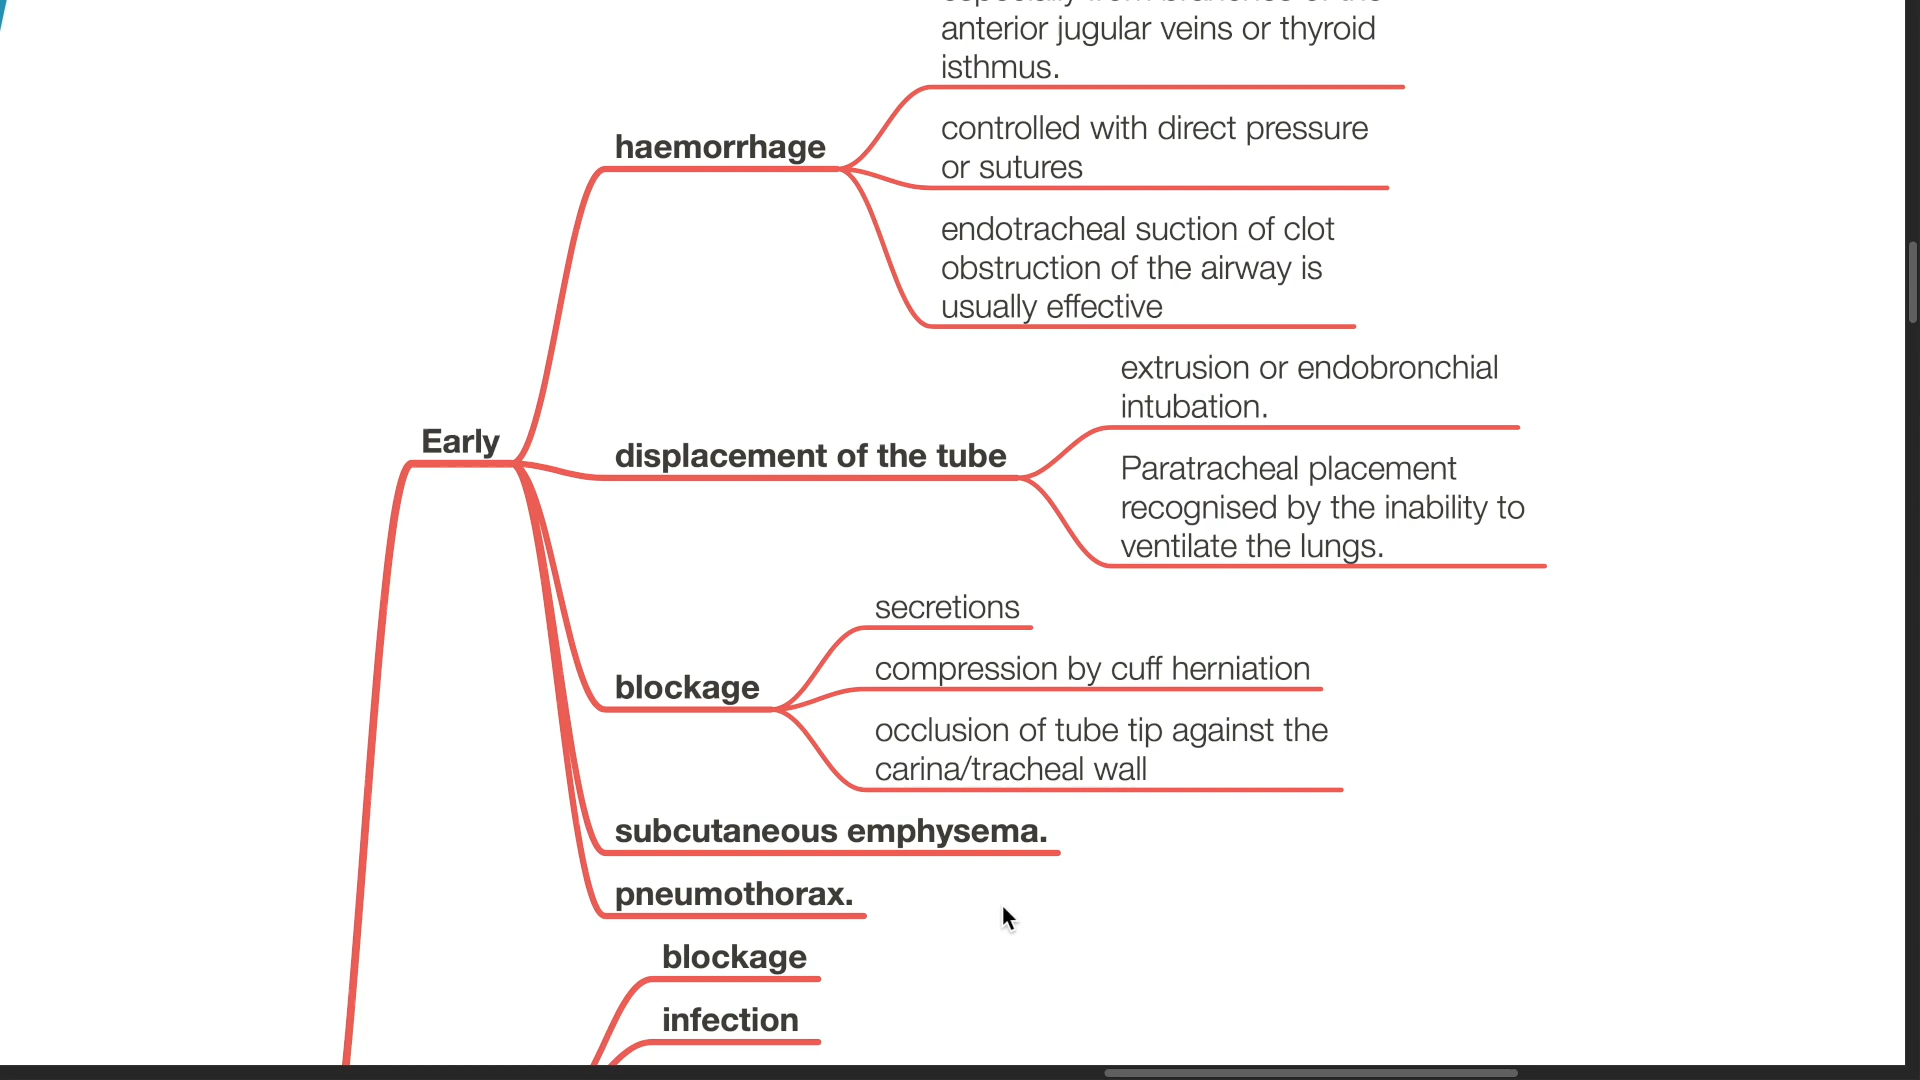 anterior jugular veins or thyroid
isthmus.
haemorrhage
controlled with direct pressure
or sutures
endotracheal suction of clot
obstruction of the airway is
usually effective
Early
displacement of the tube
extrusion or endobronchial
intubation.
Paratracheal placement
recognised by the inability to
ventilate the lungs.
blockage
secretions
compression by cuff herniation
occlusion of tube tip against the
carina/tracheal wall
subcutaneous emphysema.
pneumothorax.
blockage
infection